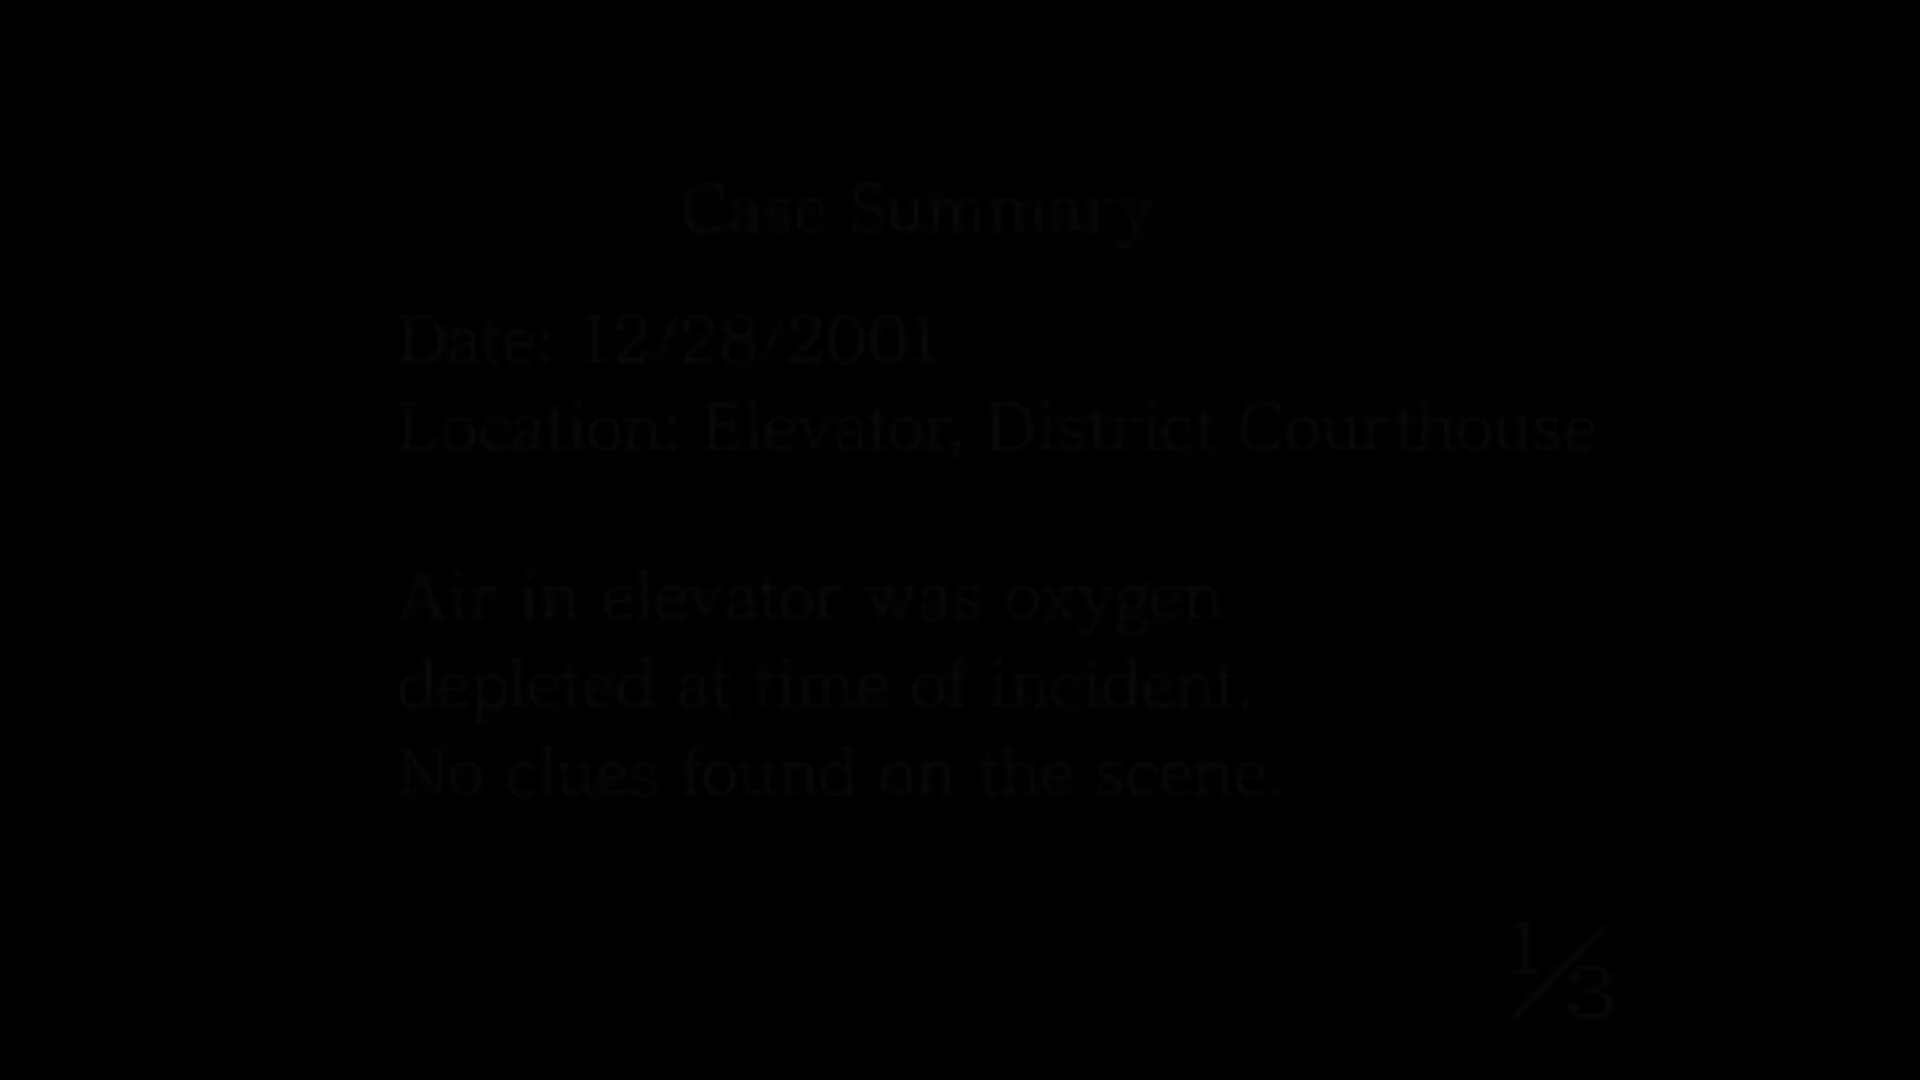 Case Summary
Date: 12/28/2001
Location: Elevator, District Courthouse
Air in elevator was oxygen
depleted at time of incident.
No clues found on the scene.
1/3